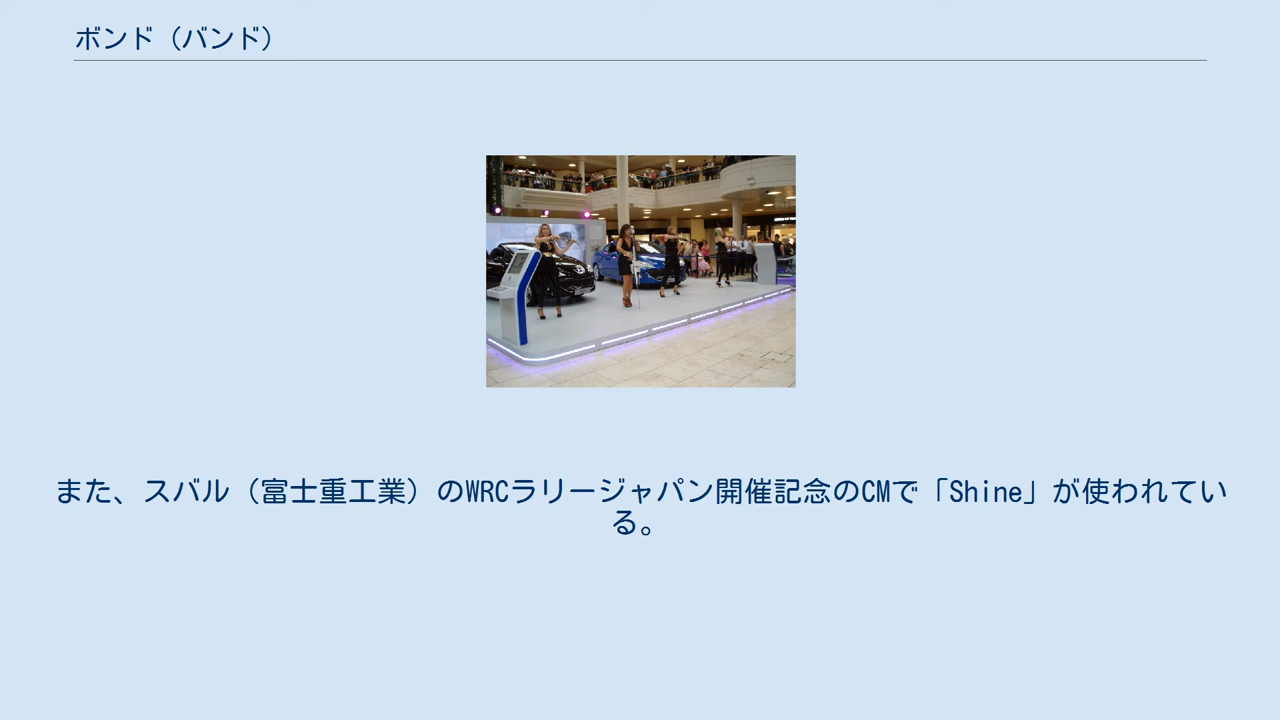 ボンド（バンド）
また、スバル（富士重工業）のWRCラリージャパン開催記念のCMで「Shine」が使われてい
る。